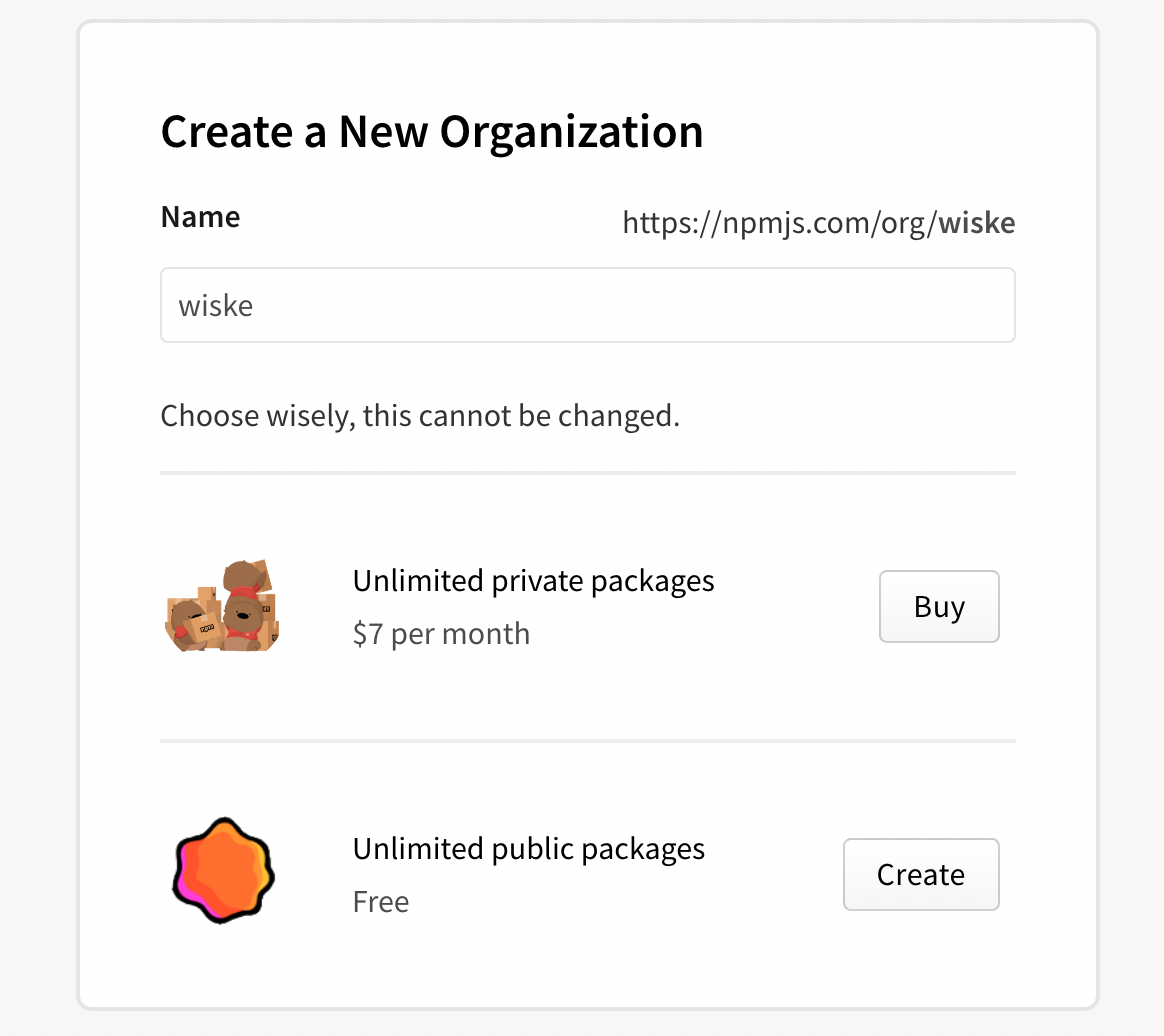 Create a New Organization
Name
https://npmjs.com/org/wiske
wiske
Choose wisely, this cannot be changed.
Unlimited private packages
$7 per month
Buy
Unlimited public packages
Free
Create